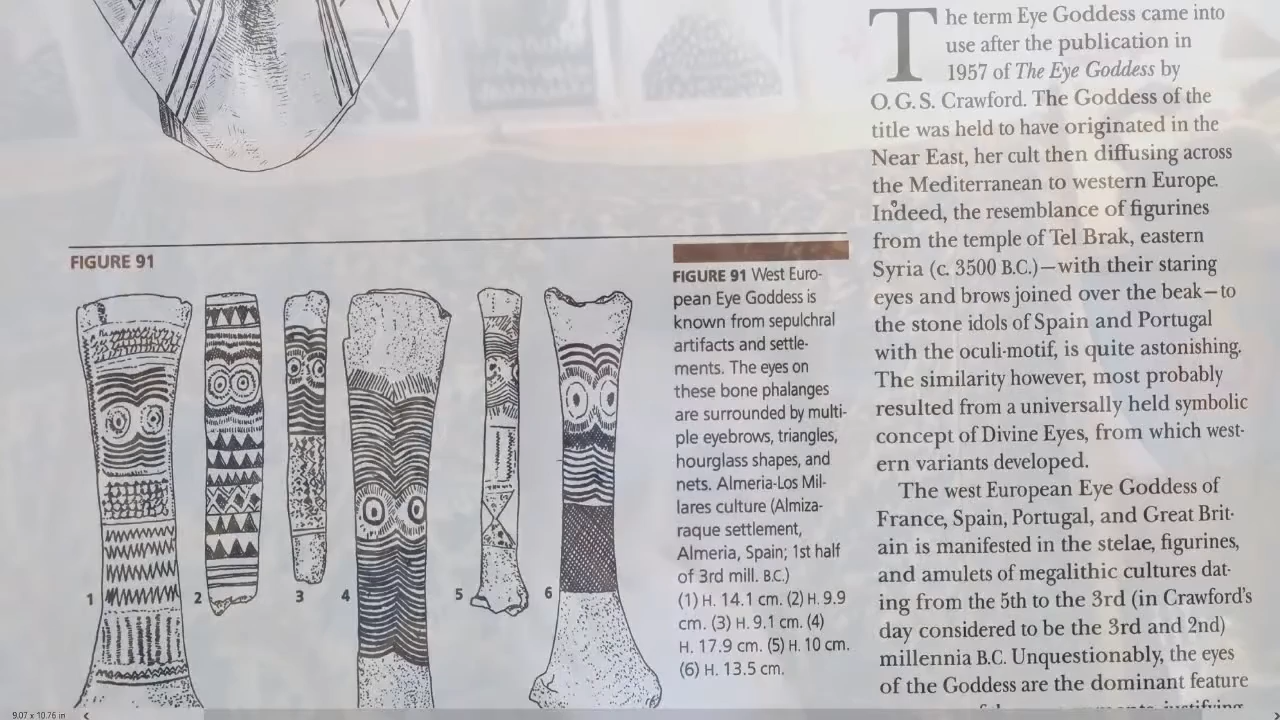 FIGURE 91
1
2
3
4
5
6
FIGURE 91 West Euro-
pean Eye Goddess is
known from sepulchral
artifacts and settle-
ments. The eyes on
these bone phalanges
are surrounded by multi-
ple eyebrows, triangles,
hourglass shapes, and
nets. Almeria-Los Mil-
lares culture (Almiza-
raque settlement,
Almeria, Spain; 1st half
of 3rd mill. B.C.)
(1) H. 14.1 cm. (2) H. 9.9
cm. (3) H. 9.1 cm. (4)
H. 17.9 cm. (5) H. 10 cm.
(6) H. 13.5 cm.
The term Eye Goddess came into
use after the publication in
1957 of The Eye Goddess by
O. G. S. Crawford. The Goddess of the
title was held to have originated in the
Near East, her cult then diffusing across
the Mediterranean to western Europe.
Indeed, the resemblance of figurines
from the temple of Tel Brak, eastern
Syria (c. 3500 B.C.)—with their staring
eyes and brows joined over the beak—to
the stone idols of Spain and Portugal
with the oculi-motif, is quite astonishing.
The similarity however, most probably
resulted from a universally held symbolic
concept of Divine Eyes, from which west-
ern variants developed.
The west European Eye Goddess of
France, Spain, Portugal, and Great Brit-
ain is manifested in the stelae, figurines,
and amulets of megalithic cultures dat-
ing from the 5th to the 3rd (in Crawford's
day considered to be the 3rd and 2nd)
millennia B.C. Unquestionably, the eyes
of the Goddess are the dominant feature
9.07 x 10.76 in